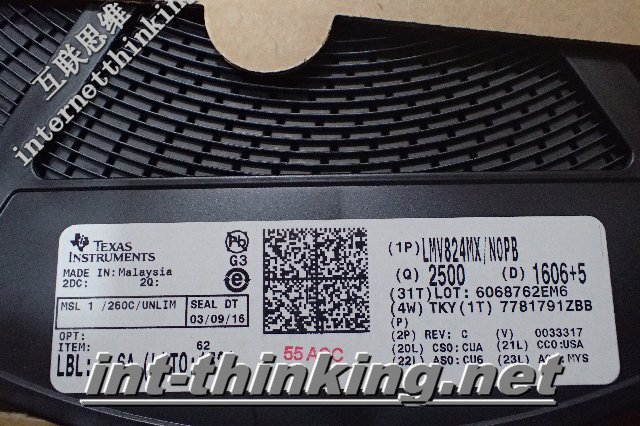 互联思维
internetthinking
TEXAS
INSTRUMENTS
MADE IN: Malaysia
2DC: 2Q:
Pb
G3
e
MSL 1 /260C/UNLIM
SEAL DT
03/09/16
OPT:
ITEM: 62
LBL:
55 ACC
(1P) LMV824MX/NOPB
(Q) 2500 (D) 1606+5
(31T) LOT: 6068762EM6
(4W) TKY (1T) 7781791ZBB
(P)
(2P) REV: C (V) 0033317
(20L) CSO: CUA (21L) CCO:USA
(22L) ASO: CU6 (23L) MYS
int-thinking.net